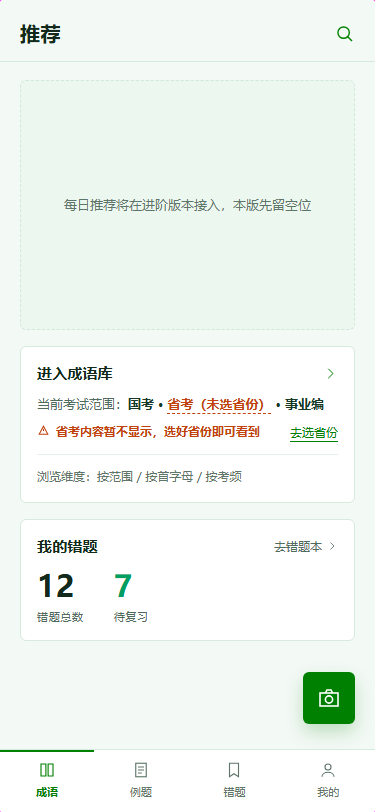 推荐
每日推荐将在进阶版本接入，本版先留空位
进入成语库
当前考试范围：国考 • 省考（未选省份） • 事业编
省考内容暂不显示，选好省份即可看到 去选省份
浏览维度：按范围 / 按首字母 / 按考频
我的错题 去错题本
12 7
错题总数 待复习
成语 例题 错题 我的